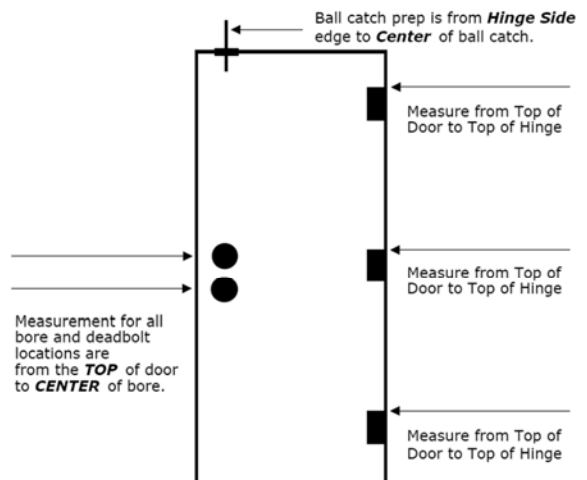 Ball catch prep is from Hinge Side
edge to Center of ball catch.
Measure from Top of
Door to Top of Hinge
Measure from Top of
Door to Top of Hinge
Measurement for all
bore and deadbolt
locations are
from the TOP of door
to CENTER of bore.
Measure from Top of
Door to Top of Hinge